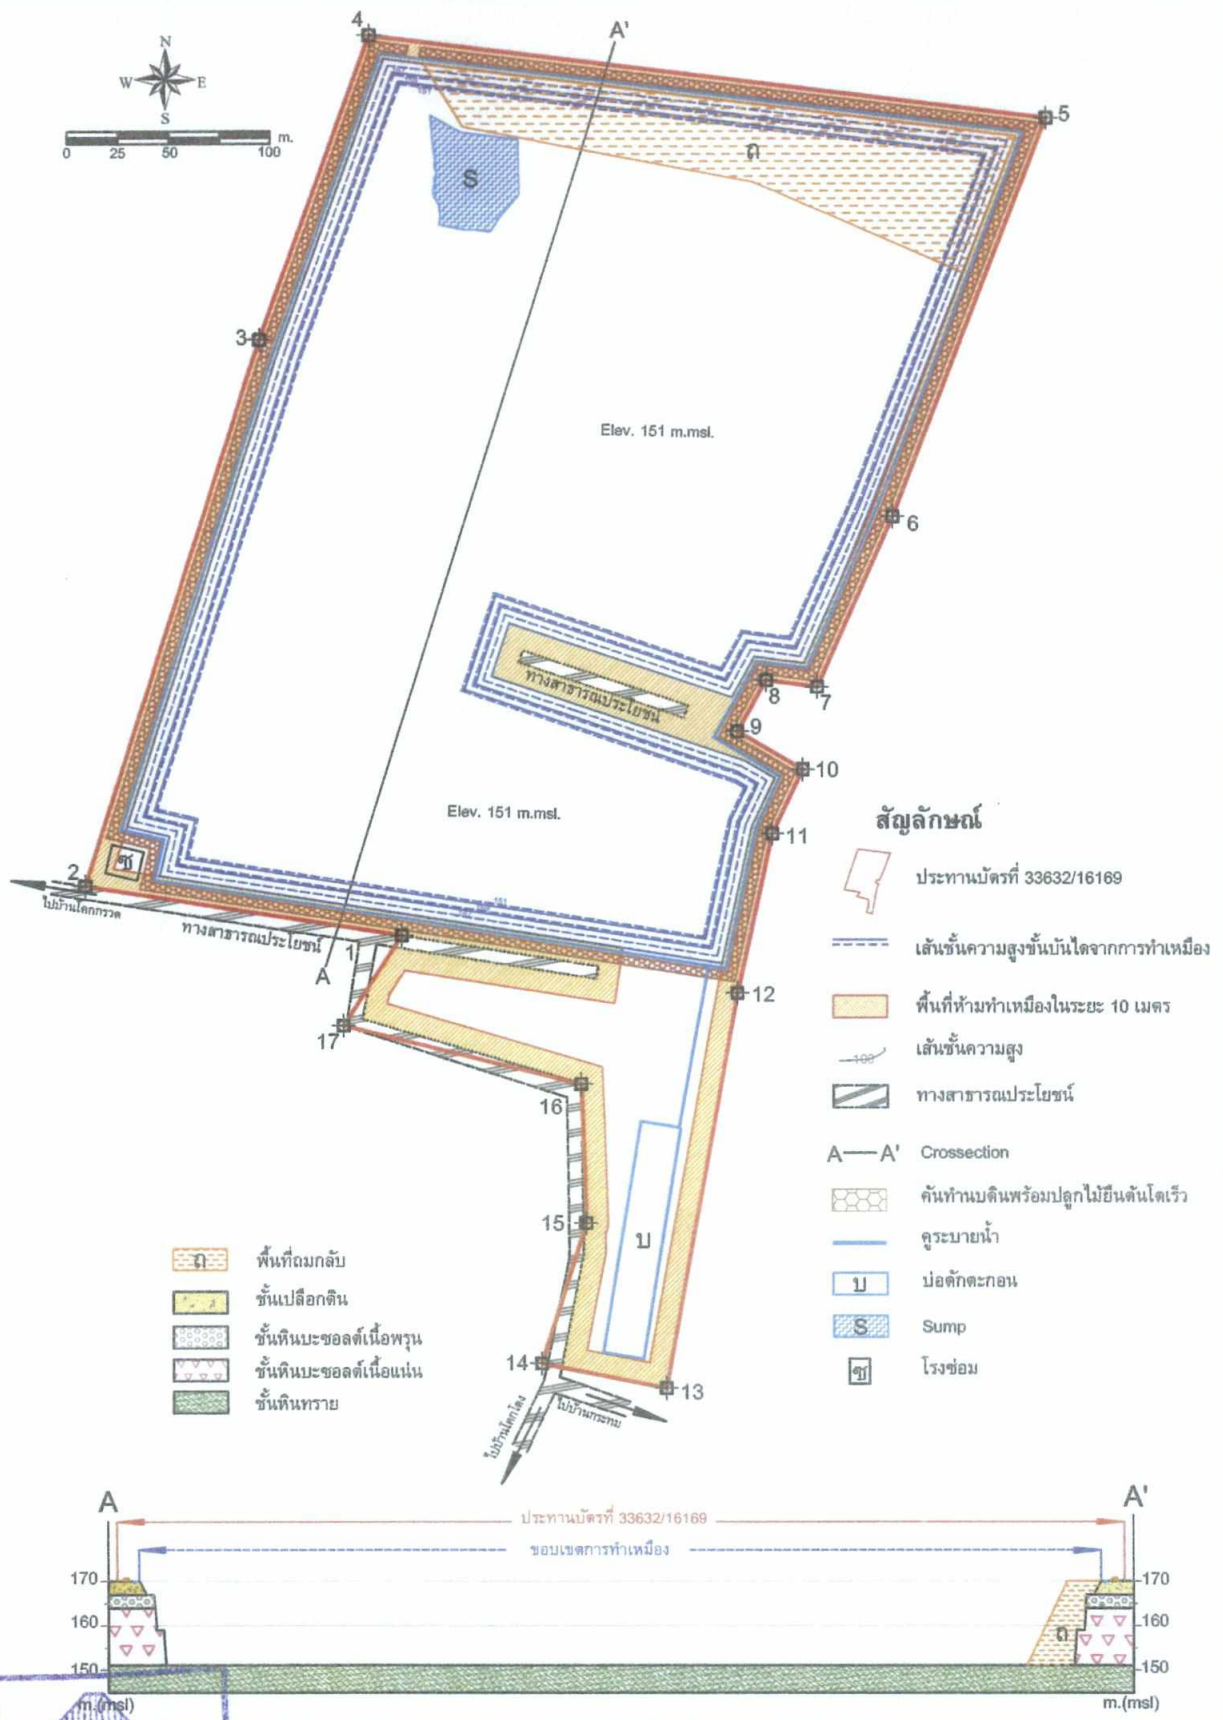 4
A'
N
W E
S
0 25 50 100 m.
5
ถ
S
3
Elev. 151 m.msl.
6
ทางสาธารณประโยชน์
8
7
9
10
Elev. 151 m.msl.
11
ซ
2
ไปบ้านโคกกรวด
ทางสาธารณประโยชน์
1
A
12
17
16
15
บ
14
13
ไปบ้านโคกโตง
ไปบ้านกระทม
สัญลักษณ์
ประทานบัตรที่ 33632/16169
เส้นชั้นความสูงขั้นบันไดจากการทำเหมือง
พื้นที่ห้ามทำเหมืองในระยะ 10 เมตร
100 เส้นชั้นความสูง
ทางสาธารณประโยชน์
A A' Crossection
คันทำนบดินพร้อมปลูกไม้ยืนต้นโตเร็ว
คูระบายน้ำ
บ บ่อดักตะกอน
S Sump
ซ โรงซ่อม
ถ พื้นที่ถมกลับ
ชั้นเปลือกดิน
ชั้นหินบะซอลต์เนื้อพรุน
ชั้นหินบะซอลต์เนื้อแน่น
ชั้นหินทราย
A A'
ประทานบัตรที่ 33632/16169
ขอบเขตการทำเหมือง
170 170
160 160
ถ
150 150
m.(msl) m.(msl)